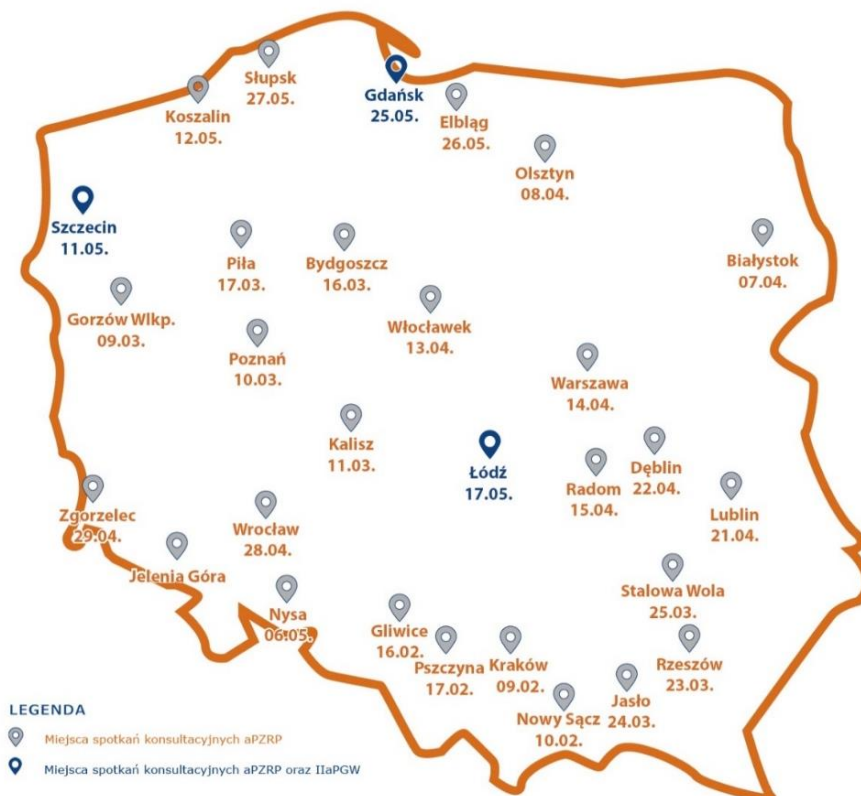 Słupsk
27.05.
Koszalin
12.05.
Gdańsk
25.05.
Elbląg
26.05.
Olsztyn
08.04.
Szczecin
11.05.
Piła
17.03.
Bydgoszcz
16.03.
Białystok
07.04.
Gorzów Wlkp.
09.03.
Włocławek
13.04.
Poznań
10.03.
Warszawa
14.04.
Kalisz
11.03.
Łódź
17.05.
Radom
15.04.
Dęblin
22.04.
Lublin
21.04.
Zgorzelec
29.04.
Wrocław
28.04.
Jelenia Góra
Nysa
06.05.
Stalowa Wola
25.03.
Gliwice
16.02.
Pszczyna
17.02.
Kraków
09.02.
Rzeszów
23.03.
Nowy Sącz
10.02.
Jasło
24.03.
LEGENDA
Miejsca spotkań konsultacyjnych aPZRP
Miejsca spotkań konsultacyjnych aPZRP oraz IIaPGW